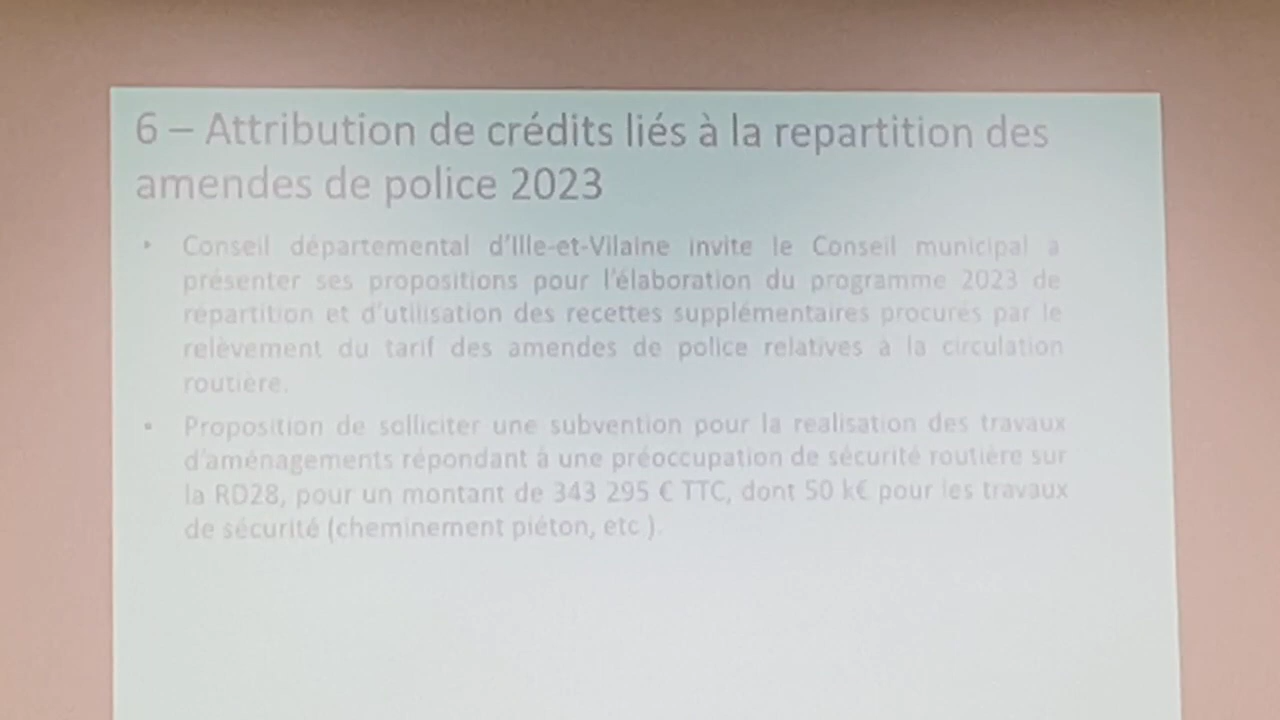 6 – Attribution de crédits liés à la repartition des
amendes de police 2023
• Conseil départemental d'Ille-et-Vilaine invite le Conseil municipal a
présenter ses propositions pour l'élaboration du programme 2023 de
répartition et d'utilisation des recettes supplémentaires procurés par le
relèvement du tarif des amendes de police relatives à la circulation
routière.
• Proposition de solliciter une subvention pour la realisation des travaux
d'aménagements répondant à une préoccupation de sécurité routière sur
la RD28, pour un montant de 343 295 € TTC, dont 50 k€ pour les travaux
de sécurité (cheminement piéton, etc ).